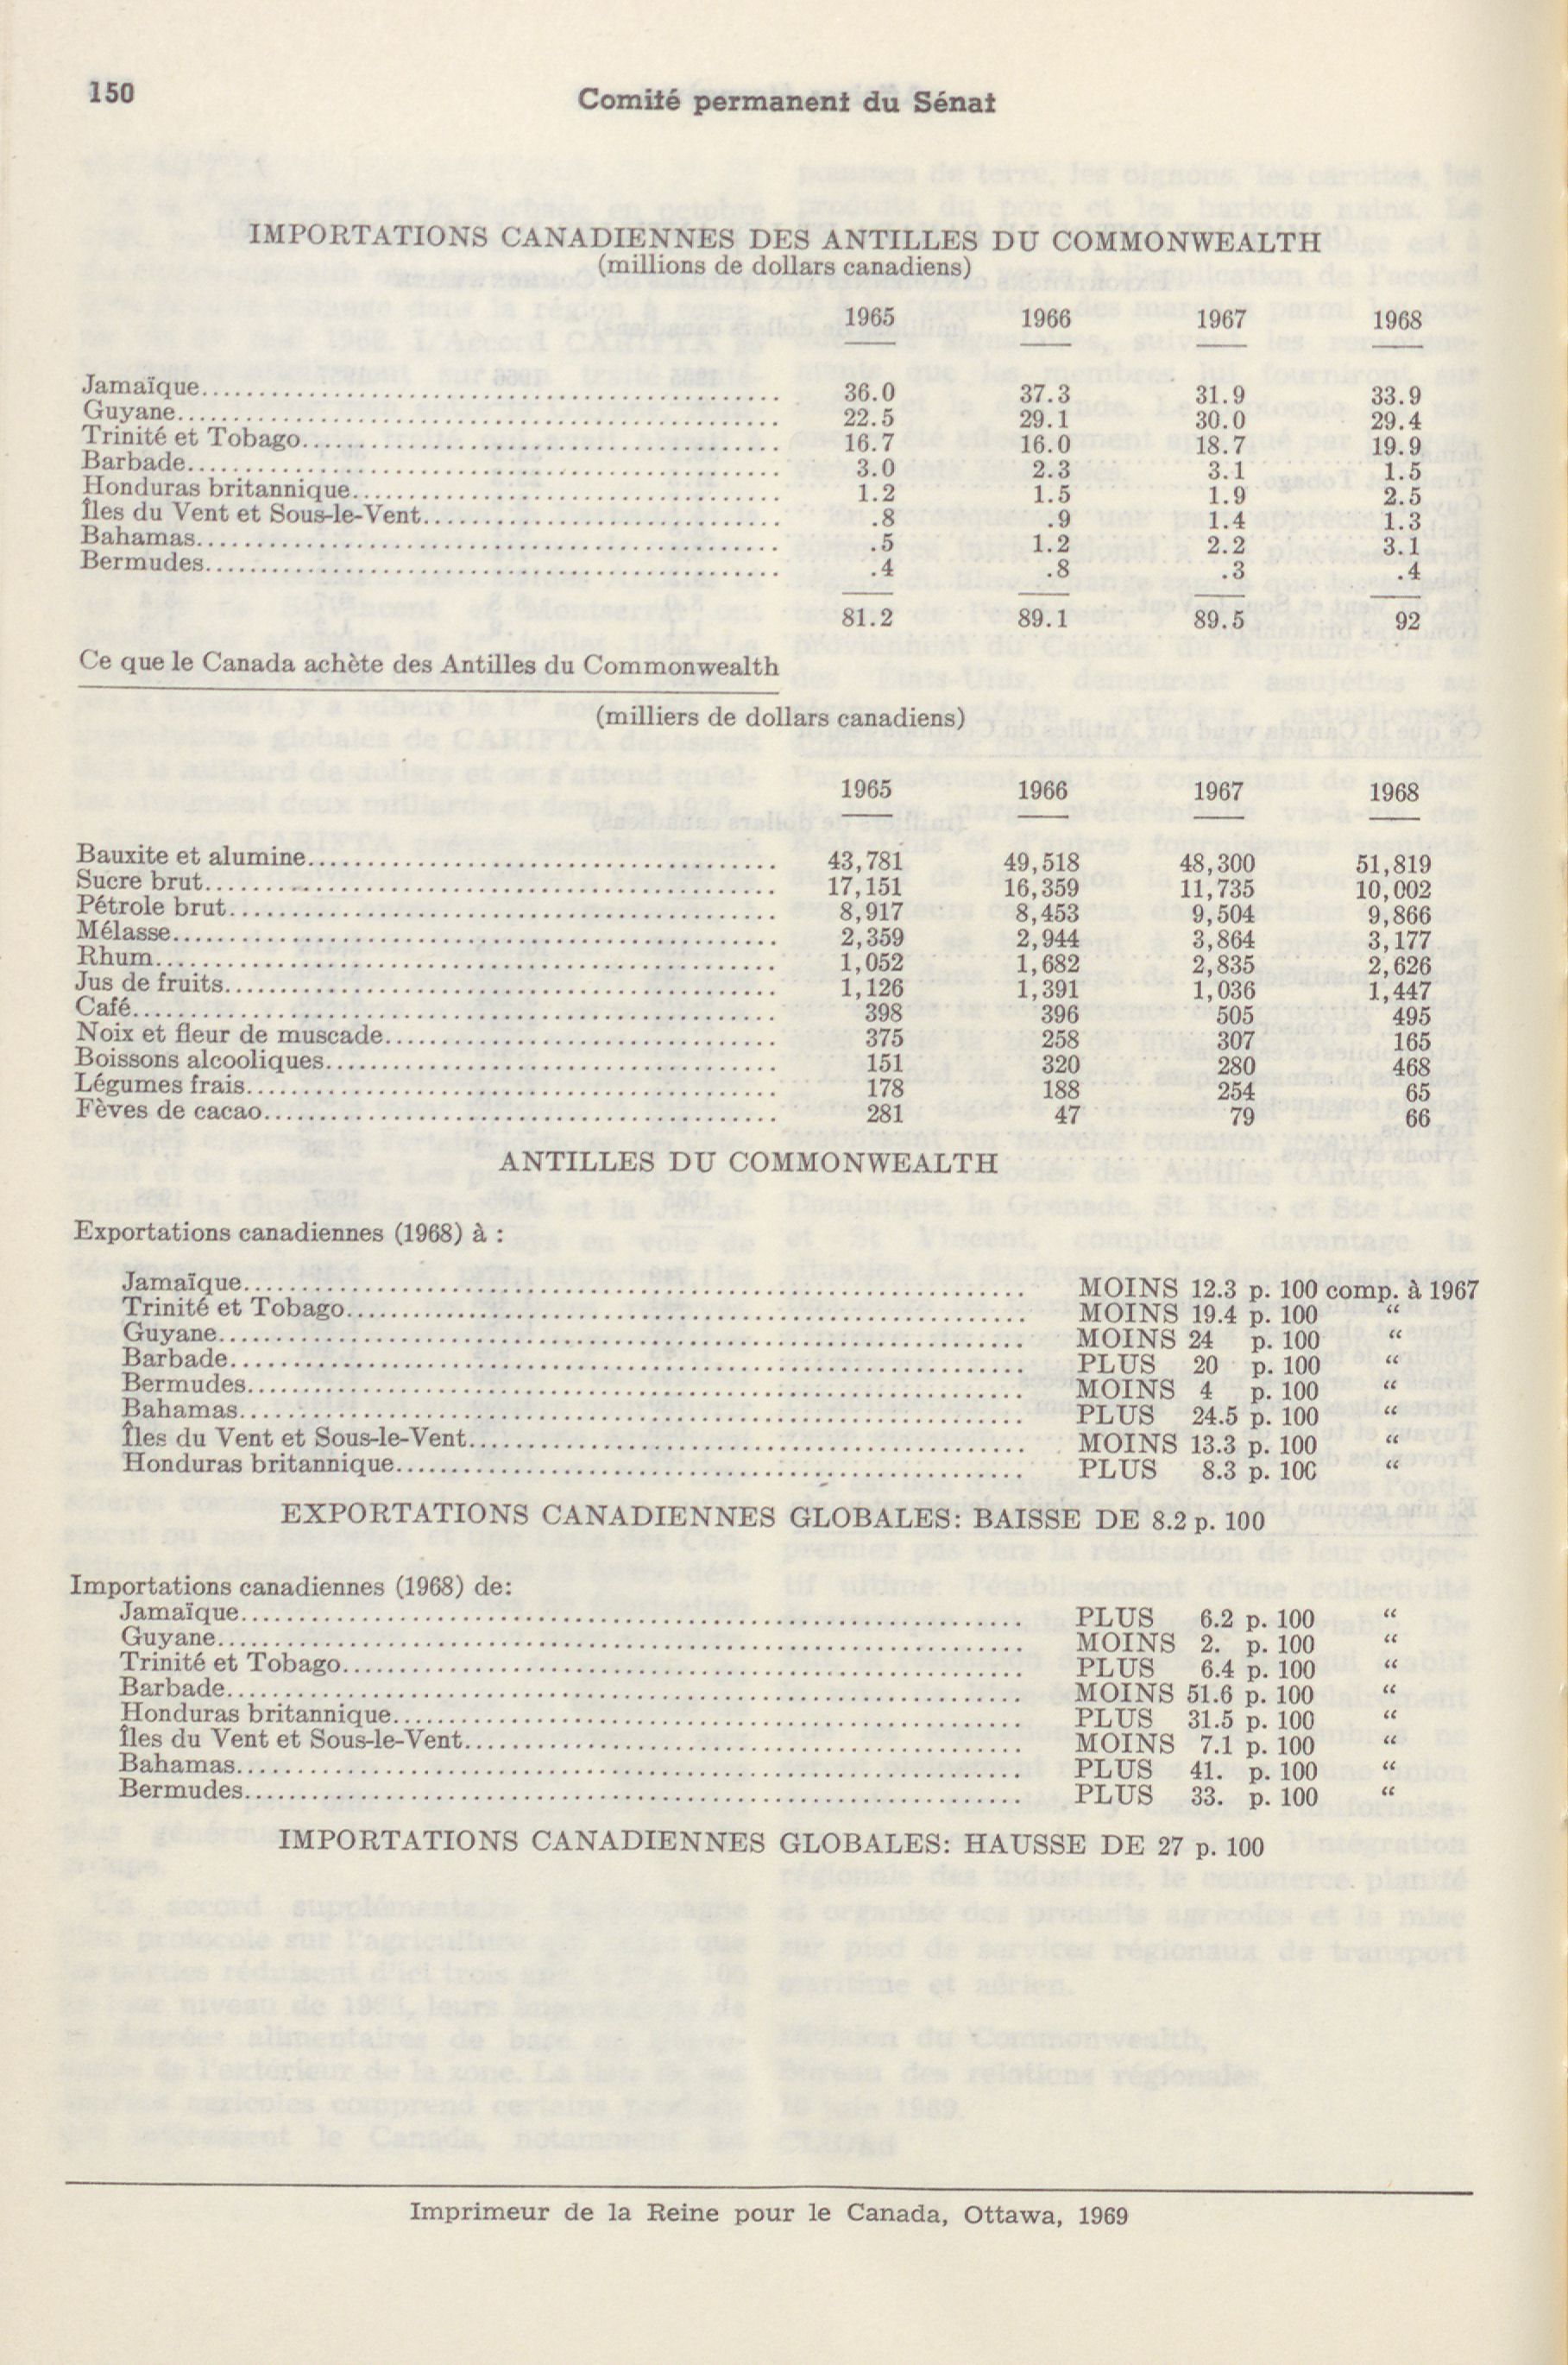 150
Comité permanent du Sénat
IMPORTATIONS CANADIENNES DES ANTILLES DU COMMONWEALTH
(millions de dollars canadiens)
1965 1966 1967 1968
Jamaïque 36.0 37.3 31.9 33.9
Guyane 22.5 29.1 30.0 29.4
Trinité et Tobago 16.7 16.0 18.7 19.9
Barbade 3.0 2.3 3.1 1.5
Honduras britannique 1.2 1.5 1.9 2.5
Îles du Vent et Sous-le-Vent .8 .9 1.4 1.3
Bahamas .5 1.2 2.2 3.1
Bermudes .4 .8 .3 .4
81.2 89.1 89.5 92
Ce que le Canada achète des Antilles du Commonwealth
(milliers de dollars canadiens)
1965 1966 1967 1968
Bauxite et alumine 43,781 49,518 48,300 51,819
Sucre brut 17,151 16,359 11,735 10,002
Pétrole brut 8,917 8,453 9,504 9,866
Mélasse 2,359 2,944 3,864 3,177
Rhum 1,052 1,682 2,835 2,626
Jus de fruits 1,126 1,391 1,036 1,447
Café 398 396 505 495
Noix et fleur de muscade 375 258 307 165
Boissons alcooliques 151 320 280 468
Légumes frais 178 188 254 65
Fèves de cacao 281 47 79 66
ANTILLES DU COMMONWEALTH
Exportations canadiennes (1968) à :
Jamaïque MOINS 12.3 p. 100 comp. à 1967
Trinité et Tobago MOINS 19.4 p. 100 “
Guyane MOINS 24 p. 100 “
Barbade PLUS 20 p. 100 “
Bermudes MOINS 4 p. 100 “
Bahamas PLUS 24.5 p. 100 “
Îles du Vent et Sous-le-Vent MOINS 13.3 p. 100 “
Honduras britannique PLUS 8.3 p. 100 “
EXPORTATIONS CANADIENNES GLOBALES: BAISSE DE 8.2 p. 100
Importations canadiennes (1968) de:
Jamaïque PLUS 6.2 p. 100 “
Guyane MOINS 2. p. 100 “
Trinité et Tobago PLUS 6.4 p. 100 “
Barbade MOINS 51.6 p. 100 “
Honduras britannique PLUS 31.5 p. 100 “
Îles du Vent et Sous-le-Vent MOINS 7.1 p. 100 “
Bahamas PLUS 41. p. 100 “
Bermudes PLUS 33. p. 100 “
IMPORTATIONS CANADIENNES GLOBALES: HAUSSE DE 27 p. 100
Imprimeur de la Reine pour le Canada, Ottawa, 1969